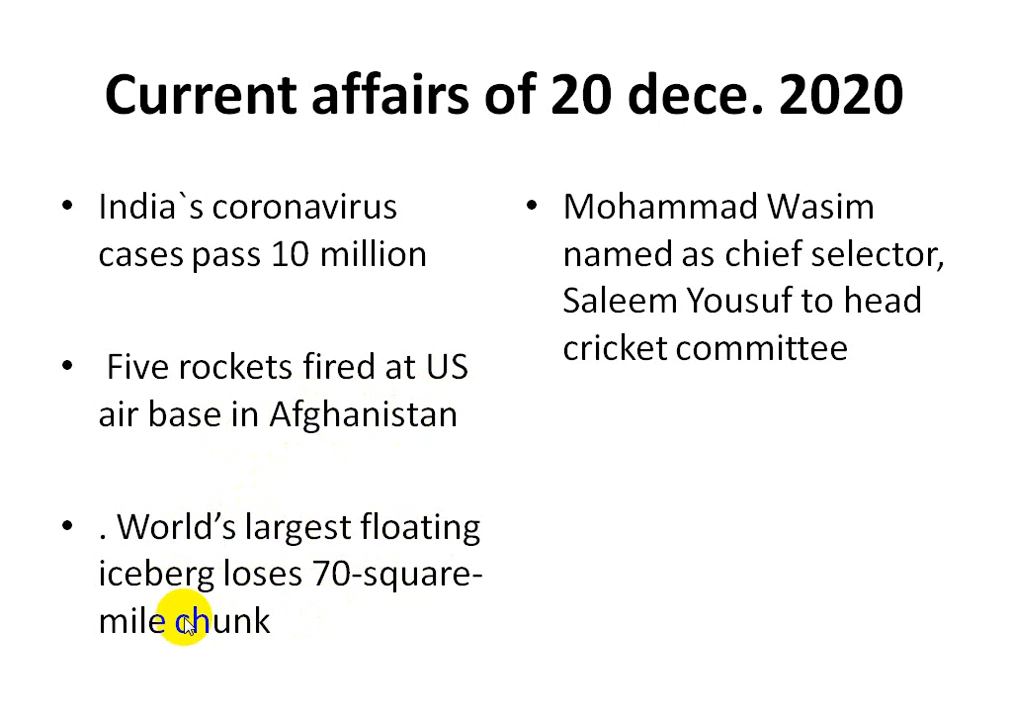 Current affairs of 20 dece. 2020
• India`s coronavirus
cases pass 10 million
• Five rockets fired at US
air base in Afghanistan
• . World’s largest floating
iceberg loses 70-square-
mile chunk
• Mohammad Wasim
named as chief selector,
Saleem Yousuf to head
cricket committee